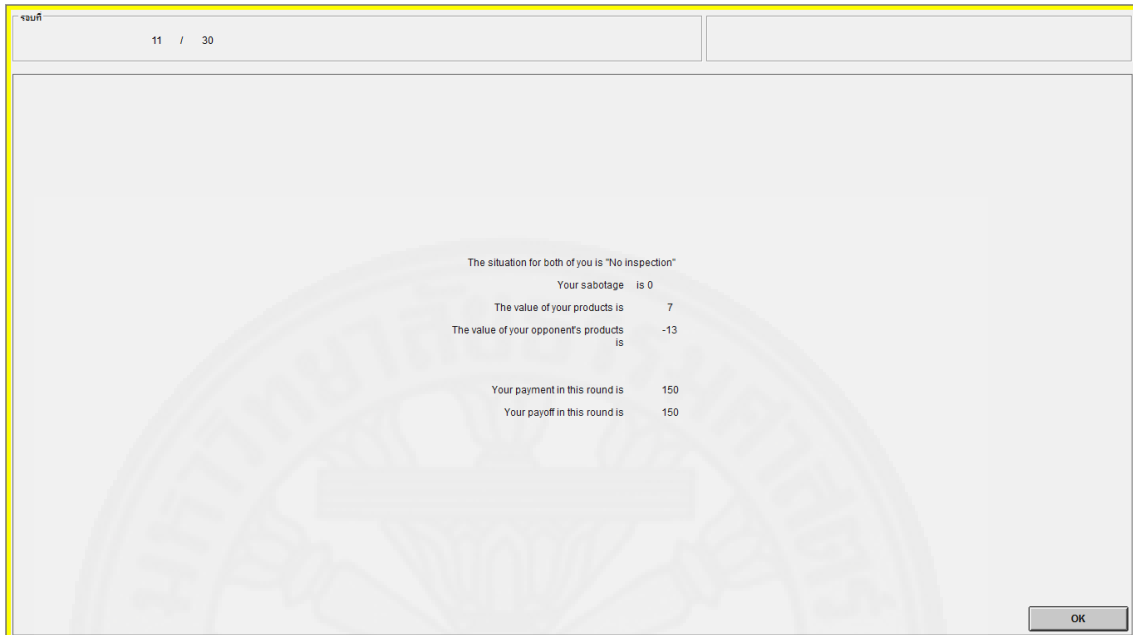 รอบที่
11 / 30
The situation for both of you is "No inspection"
Your sabotage is 0
The value of your products is 7
The value of your opponent's products -13
is
Your payment in this round is 150
Your payoff in this round is 150
OK